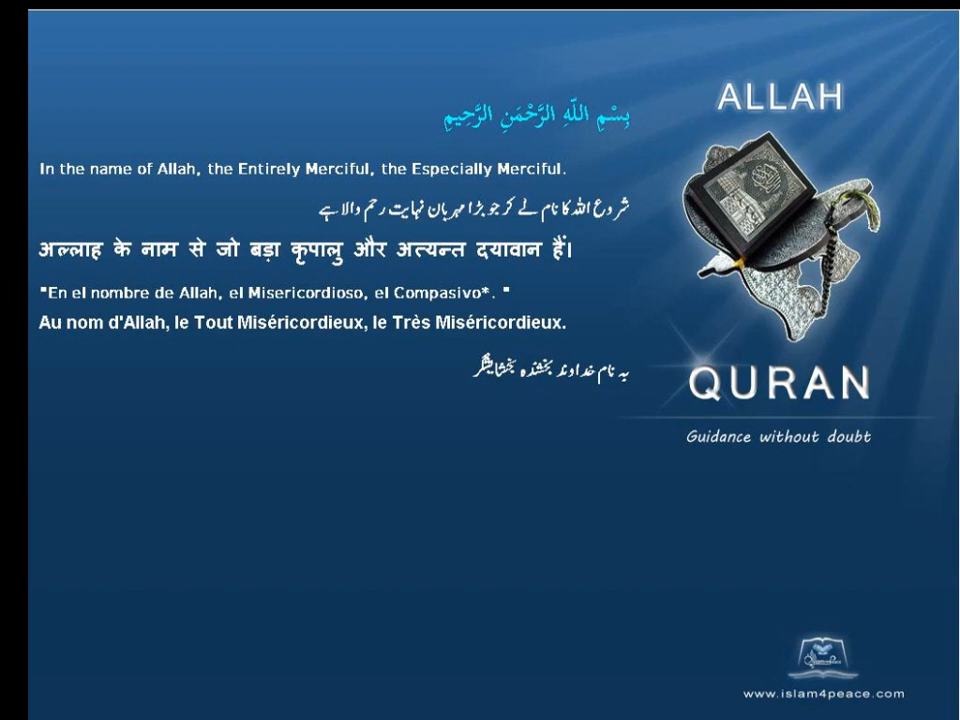 بِسْمِ اللّهِ الرَّحْمَنِ الرَّحِيمِ
In the name of Allah, the Entirely Merciful, the Especially Merciful.
شروع الله کا نام لے کر جو بڑا مہربان نہایت رحم والا ہے
अल्लाह के नाम से जो बड़ा कृपालु और अत्यन्त दयावान हैं।
"En el nombre de Allah, el Misericordioso, el Compasivo*. "
Au nom d'Allah, le Tout Miséricordieux, le Très Miséricordieux.
به نام خداوند بخشنده بخشایشگر
ALLAH
QURAN
Guidance without doubt
www.islam4peace.com